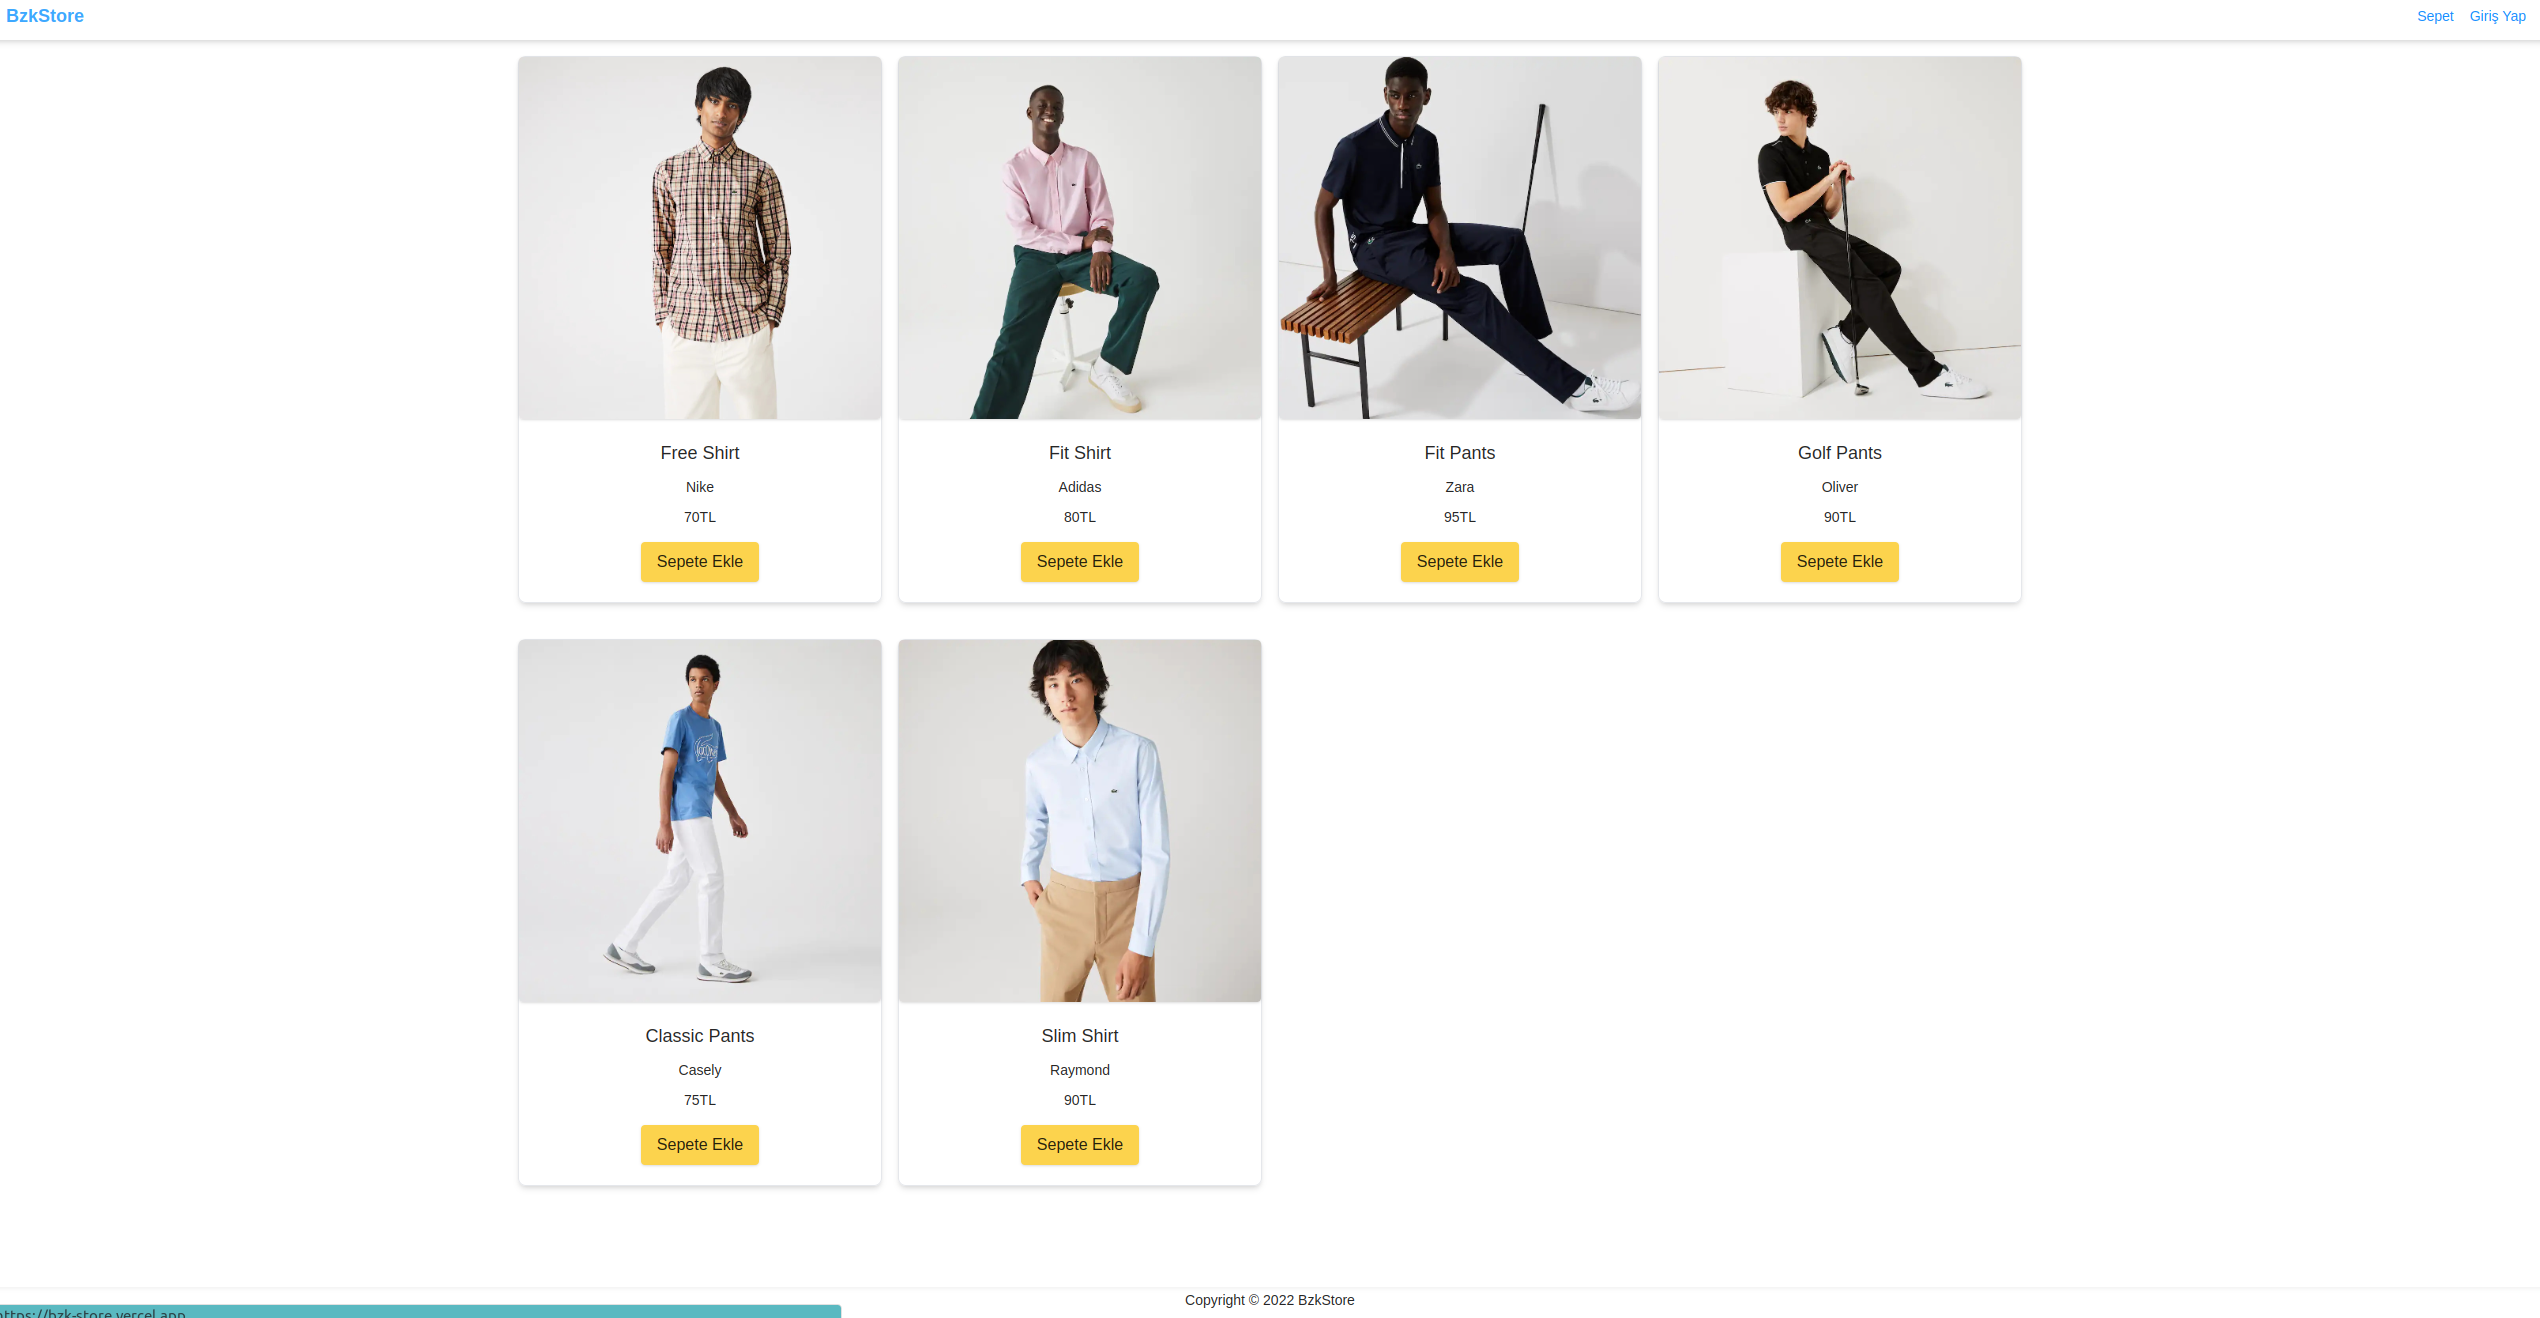 BzkStore
Sepet Giriş Yap
Free Shirt
Nike
70TL
Sepete Ekle
Fit Shirt
Adidas
80TL
Sepete Ekle
Fit Pants
Zara
95TL
Sepete Ekle
Golf Pants
Oliver
90TL
Sepete Ekle
Classic Pants
Casely
75TL
Sepete Ekle
Slim Shirt
Raymond
90TL
Sepete Ekle
Copyright © 2022 BzkStore
https://bzk-store.vercel.app